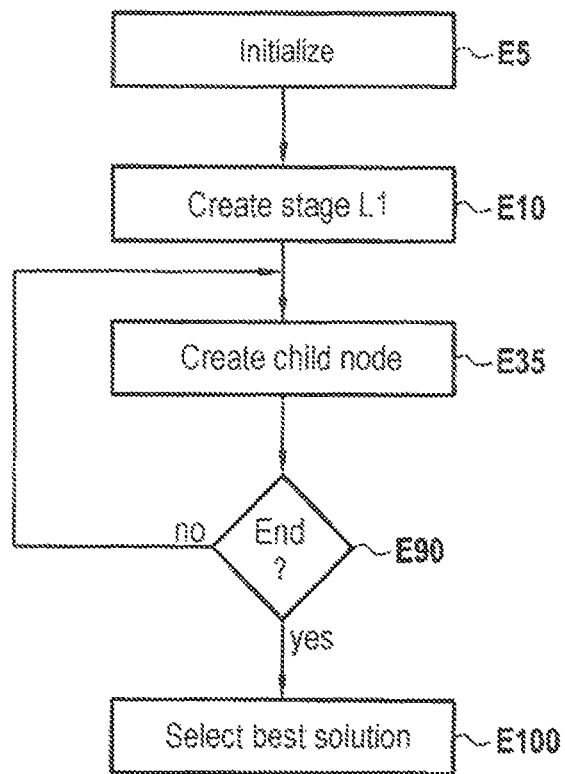 Initialize
E5
Create stage L1
E10
Create child node
E35
no
End
?
E90
yes
Select best solution
E100